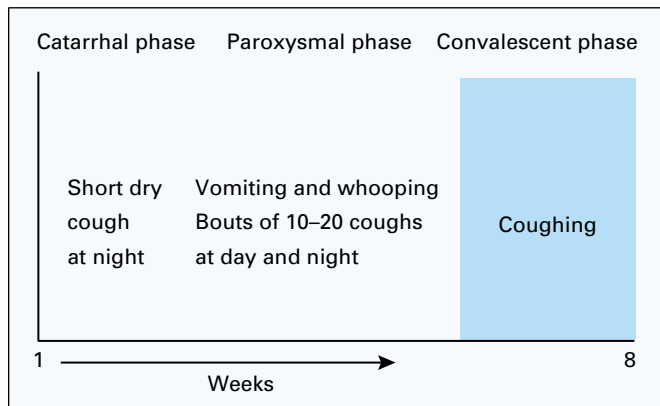 Catarrhal phase Paroxysmal phase Convalescent phase
Short dry
cough
at night
Vomiting and whooping
Bouts of 10–20 coughs
at day and night
Coughing
1
8
Weeks